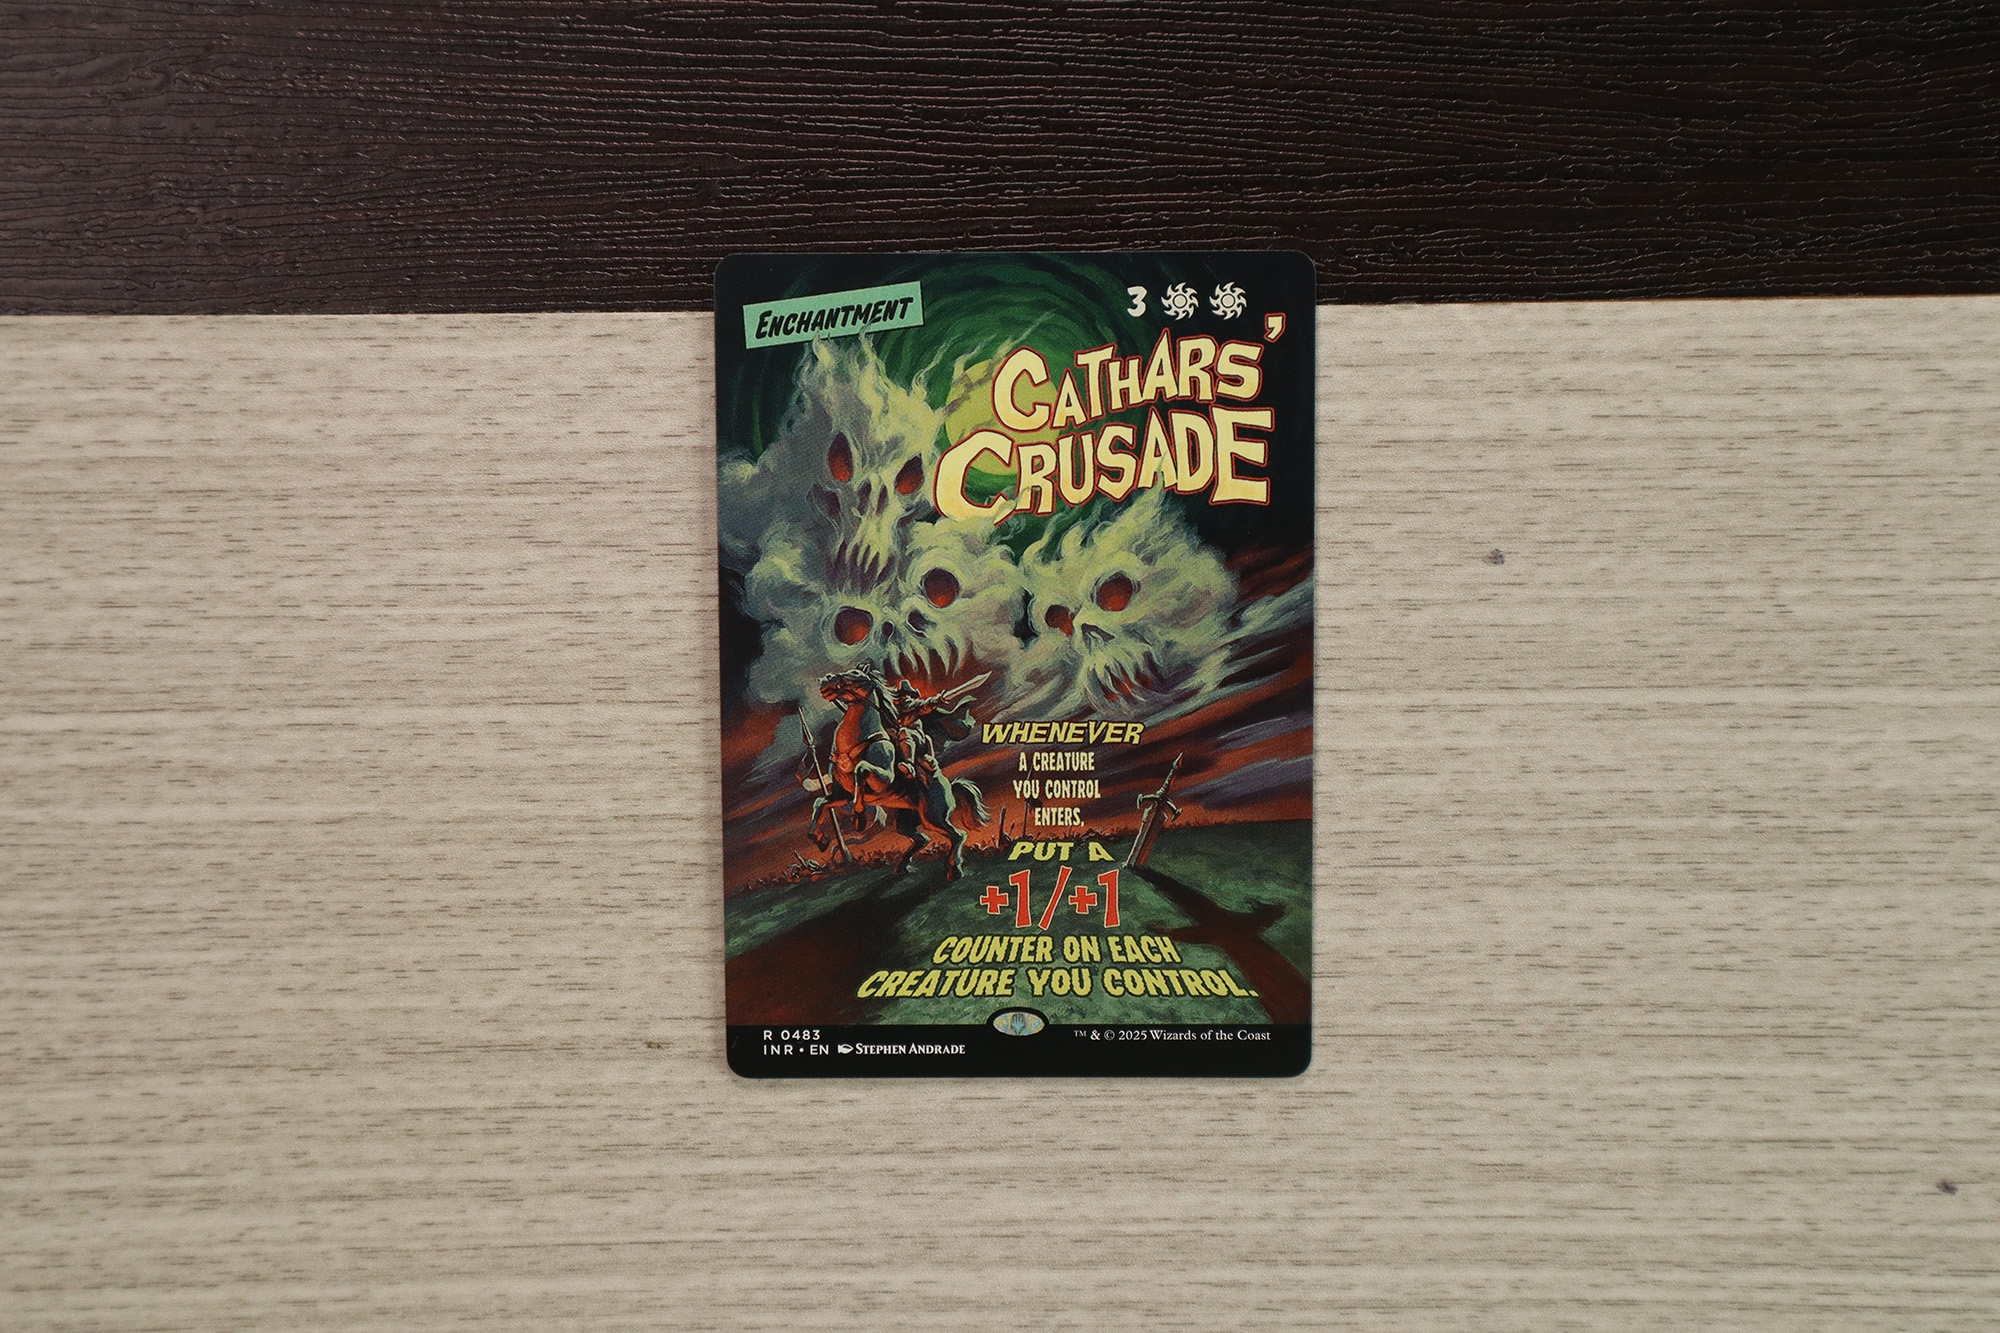 ENCHANTMENT
3
CATHARS'
CRUSADE
WHENEVER
A CREATURE
YOU CONTROL
ENTERS,
PUT A
+1/+1
COUNTER ON EACH
CREATURE YOU CONTROL.
R 0483
INR • EN STEPHEN ANDRADE
™ & © 2025 Wizards of the Coast